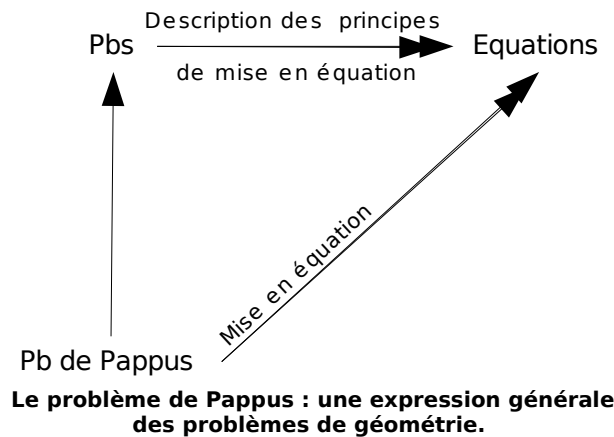 Description des principes
Pbs
Equations
de mise en équation
Mise en équation
Pb de Pappus
Le problème de Pappus : une expression générale
des problèmes de géométrie.